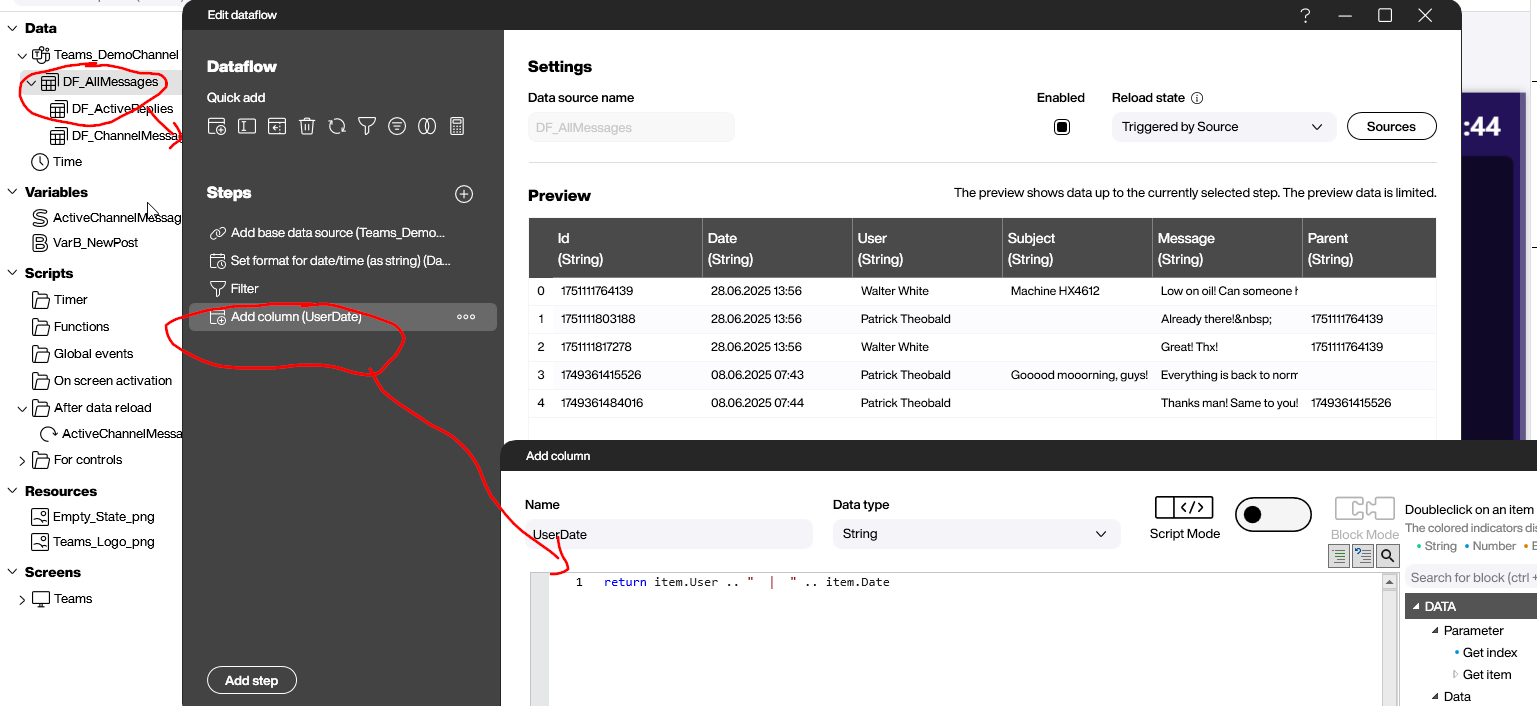 Data
Teams_DemoChannel
DF_AllMessages
DF_ActiveReplies
DF_ChannelMessa
Time
Variables
ActiveChannelMessag
VarB_NewPost
Scripts
Timer
Functions
Global events
On screen activation
After data reload
ActiveChannelMessa
For controls
Resources
Empty_State_png
Teams_Logo_png
Screens
Teams
Edit dataflow
?
Dataflow
Quick add
Steps
Add base data source (Teams_Demo...
Set format for date/time (as string) (Da...
Filter
Add column (UserDate)
Add step
Settings
Data source name
DF_AllMessages
Enabled
Reload state
Triggered by Source
Sources
:44
Preview
The preview shows data up to the currently selected step. The preview data is limited.
Id (String) Date (String) User (String) Subject (String) Message (String) Parent (String)
0 1751111764139 28.06.2025 13:56 Walter White Machine HX4612 Low on oil! Can someone h
1 1751111803188 28.06.2025 13:56 Patrick Theobald Already there!&nbsp; 1751111764139
2 1751111817278 28.06.2025 13:56 Walter White Great! Thx! 1751111764139
3 1749361415526 08.06.2025 07:43 Patrick Theobald Gooood mooorning, guys! Everything is back to norm
4 1749361484016 08.06.2025 07:44 Patrick Theobald Thanks man! Same to you! 1749361415526
Add column
Name
UserDate
Data type
String
Script Mode
Block Mode
1 return item.User .. "  |  " .. item.Date
Doubleclick on an item
The colored indicators dis
• String • Number • E
Search for block (ctrl +
DATA
Parameter
Get index
Get item
Data